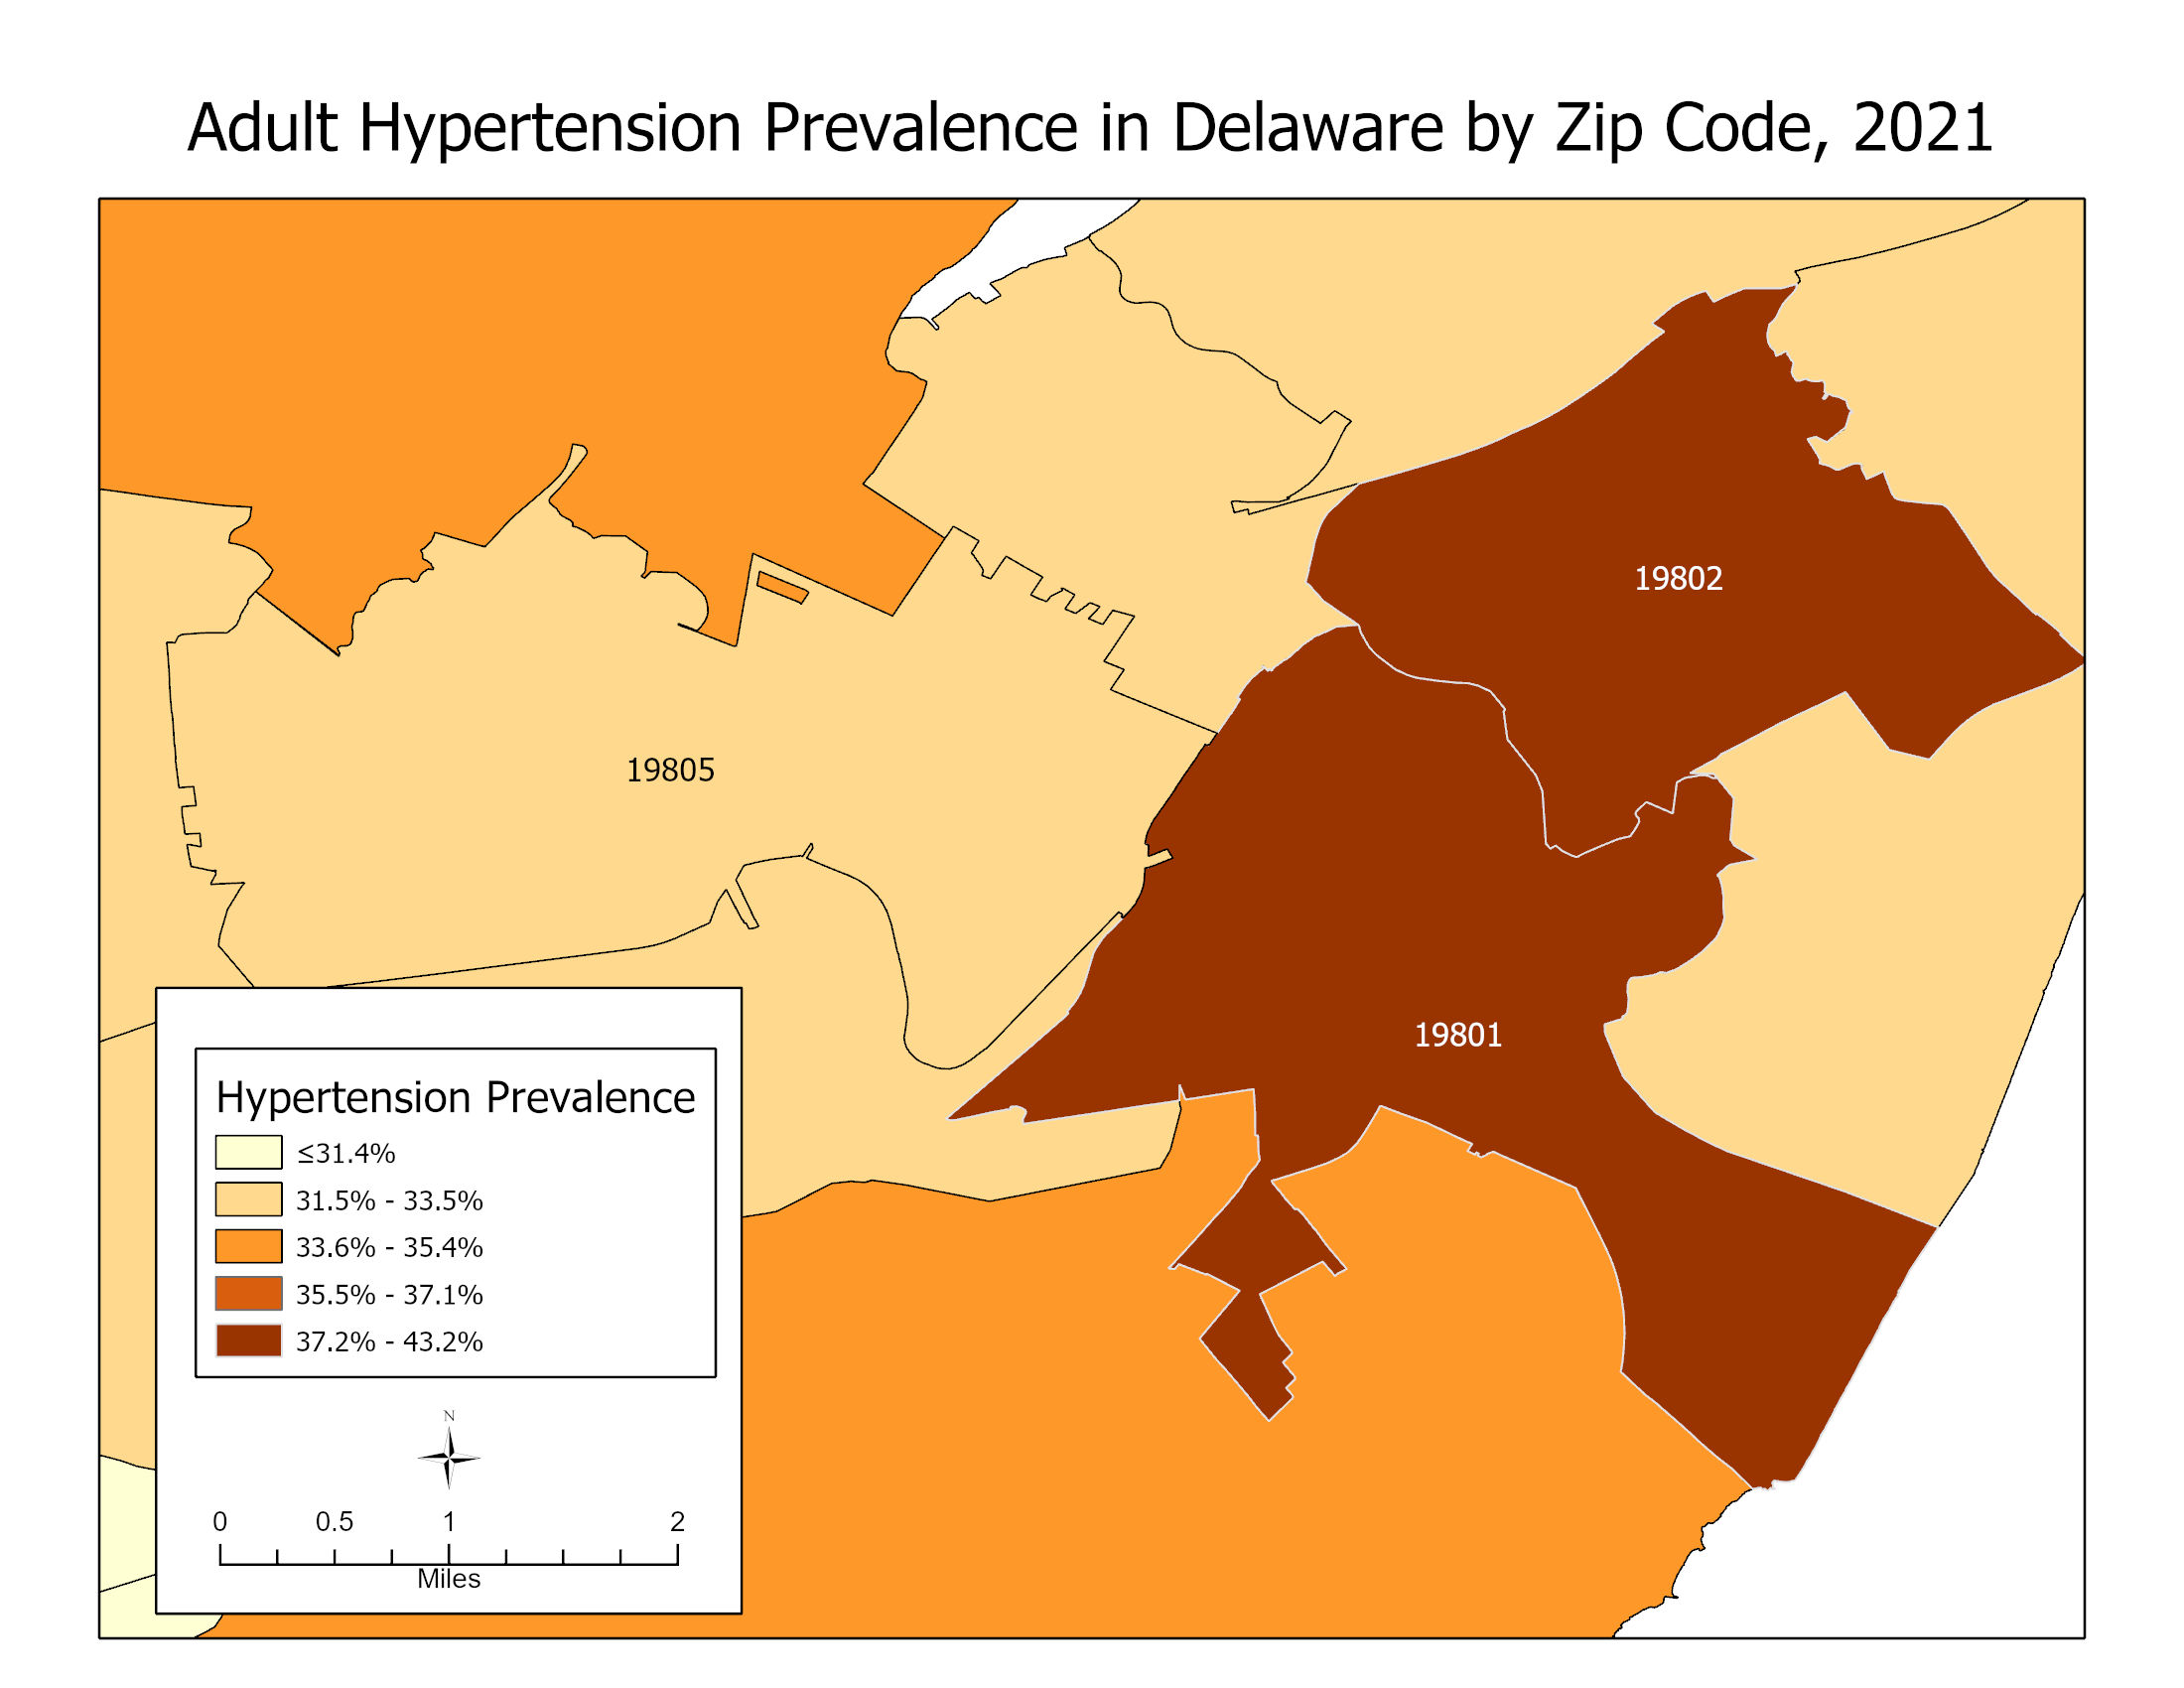 Adult Hypertension Prevalence in Delaware by Zip Code, 2021
19802
19805
19801
Hypertension Prevalence
≤31.4%
31.5% - 33.5%
33.6% - 35.4%
35.5% - 37.1%
37.2% - 43.2%
N
0 0.5 1 2
Miles